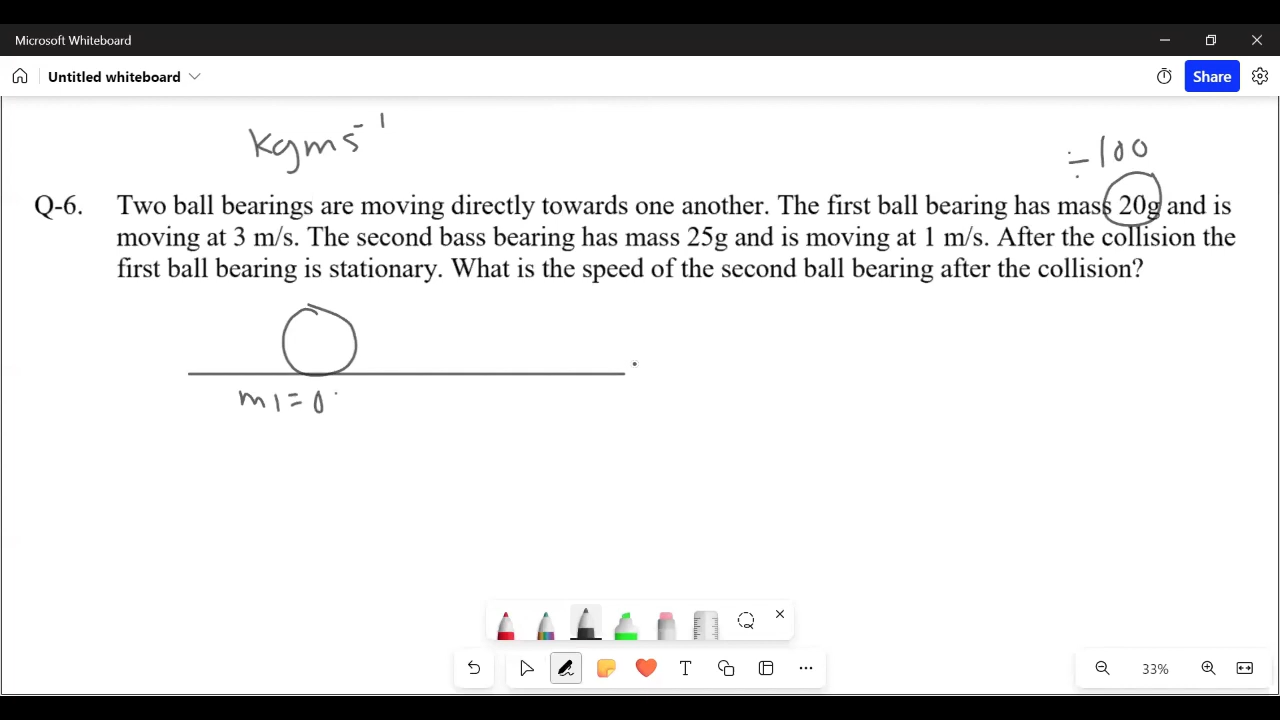 Microsoft Whiteboard
Untitled whiteboard
Share
kgms⁻¹
÷100
Q-6. Two ball bearings are moving directly towards one another. The first ball bearing has mass 20g and is
moving at 3 m/s. The second bass bearing has mass 25g and is moving at 1 m/s. After the collision the
first ball bearing is stationary. What is the speed of the second ball bearing after the collision?
m1=0.
T
33%